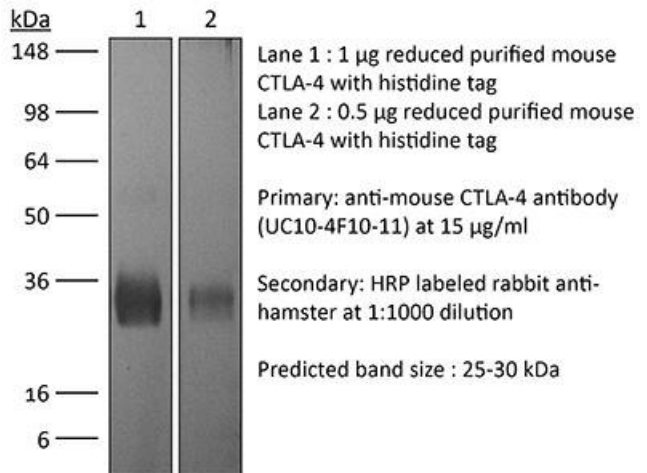 kDa
1 2
148
98
64
50
36
16
6
Lane 1 : 1 µg reduced purified mouse
CTLA-4 with histidine tag
Lane 2 : 0.5 µg reduced purified mouse
CTLA-4 with histidine tag
Primary: anti-mouse CTLA-4 antibody
(UC10-4F10-11) at 15 µg/ml
Secondary: HRP labeled rabbit anti-
hamster at 1:1000 dilution
Predicted band size : 25-30 kDa